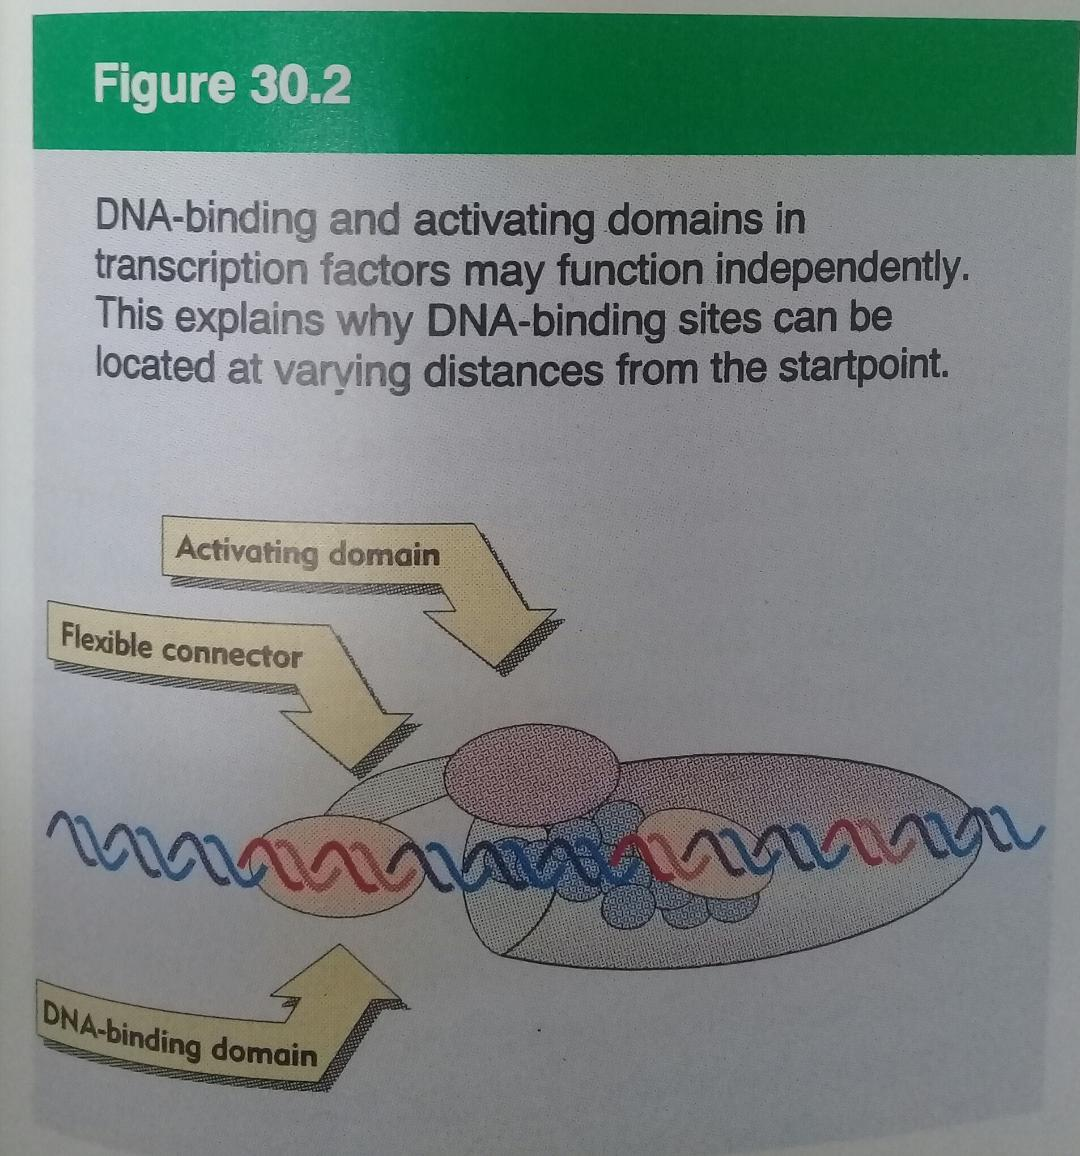 Figure 30.2
DNA-binding and activating domains in
transcription factors may function independently.
This explains why DNA-binding sites can be
located at varying distances from the startpoint.
Activating domain
Flexible connector
DNA-binding domain